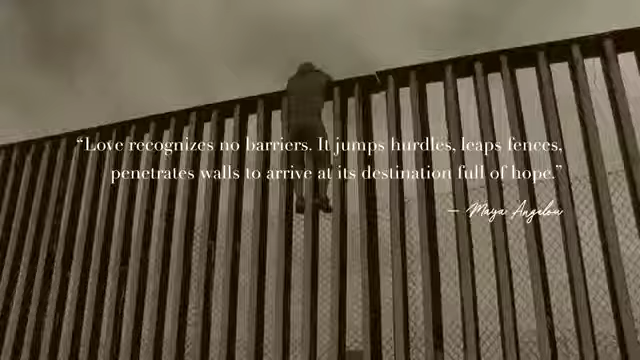 “Love recognizes no barriers. It jumps hurdles, leaps fences,
penetrates walls to arrive at its destination full of hope.”
— Maya Angelou